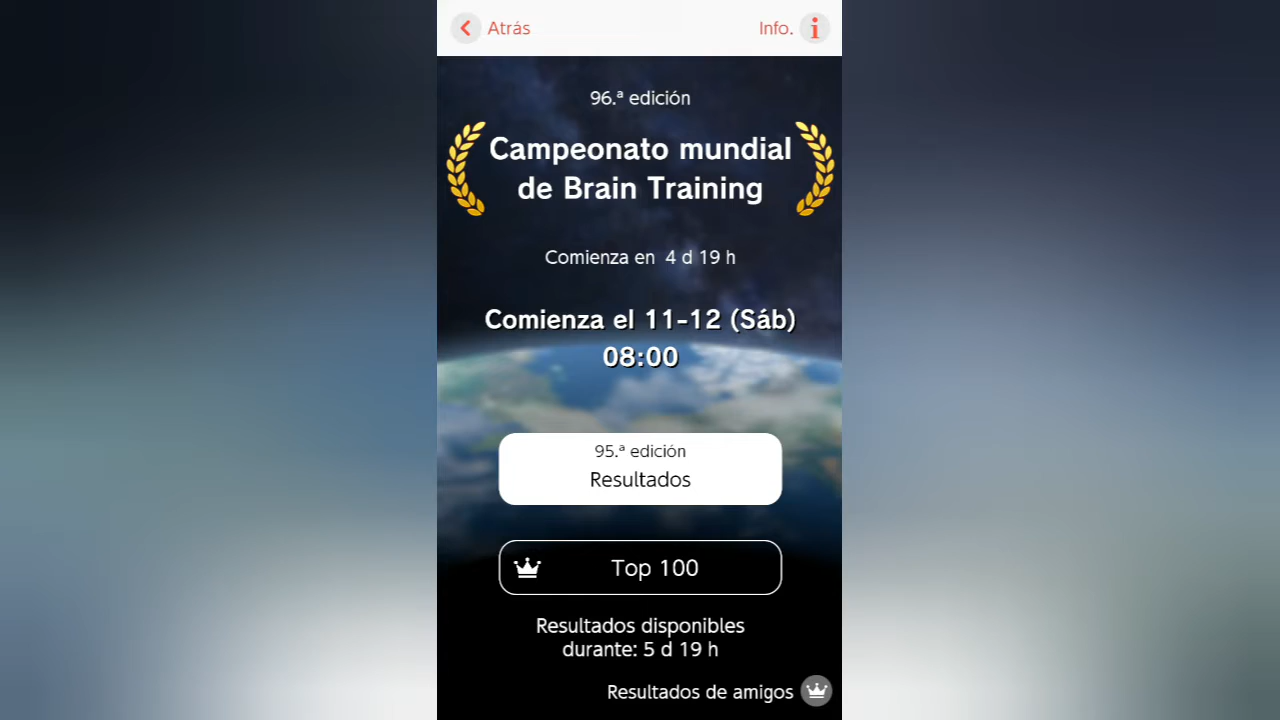 Atrás
Info.
96.ª edición
Campeonato mundial
de Brain Training
Comienza en 4 d 19 h
Comienza el 11-12 (Sáb)
08:00
95.ª edición
Resultados
Top 100
Resultados disponibles
durante: 5 d 19 h
Resultados de amigos